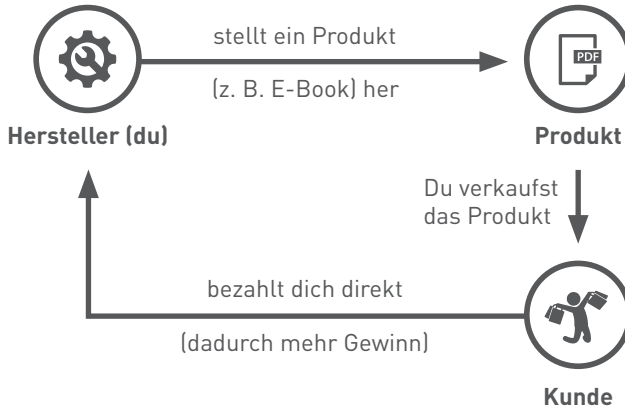 stellt ein Produkt
(z. B. E-Book) her
PDF
Hersteller (du)
Produkt
Du verkaufst
das Produkt
bezahlt dich direkt
(dadurch mehr Gewinn)
Kunde